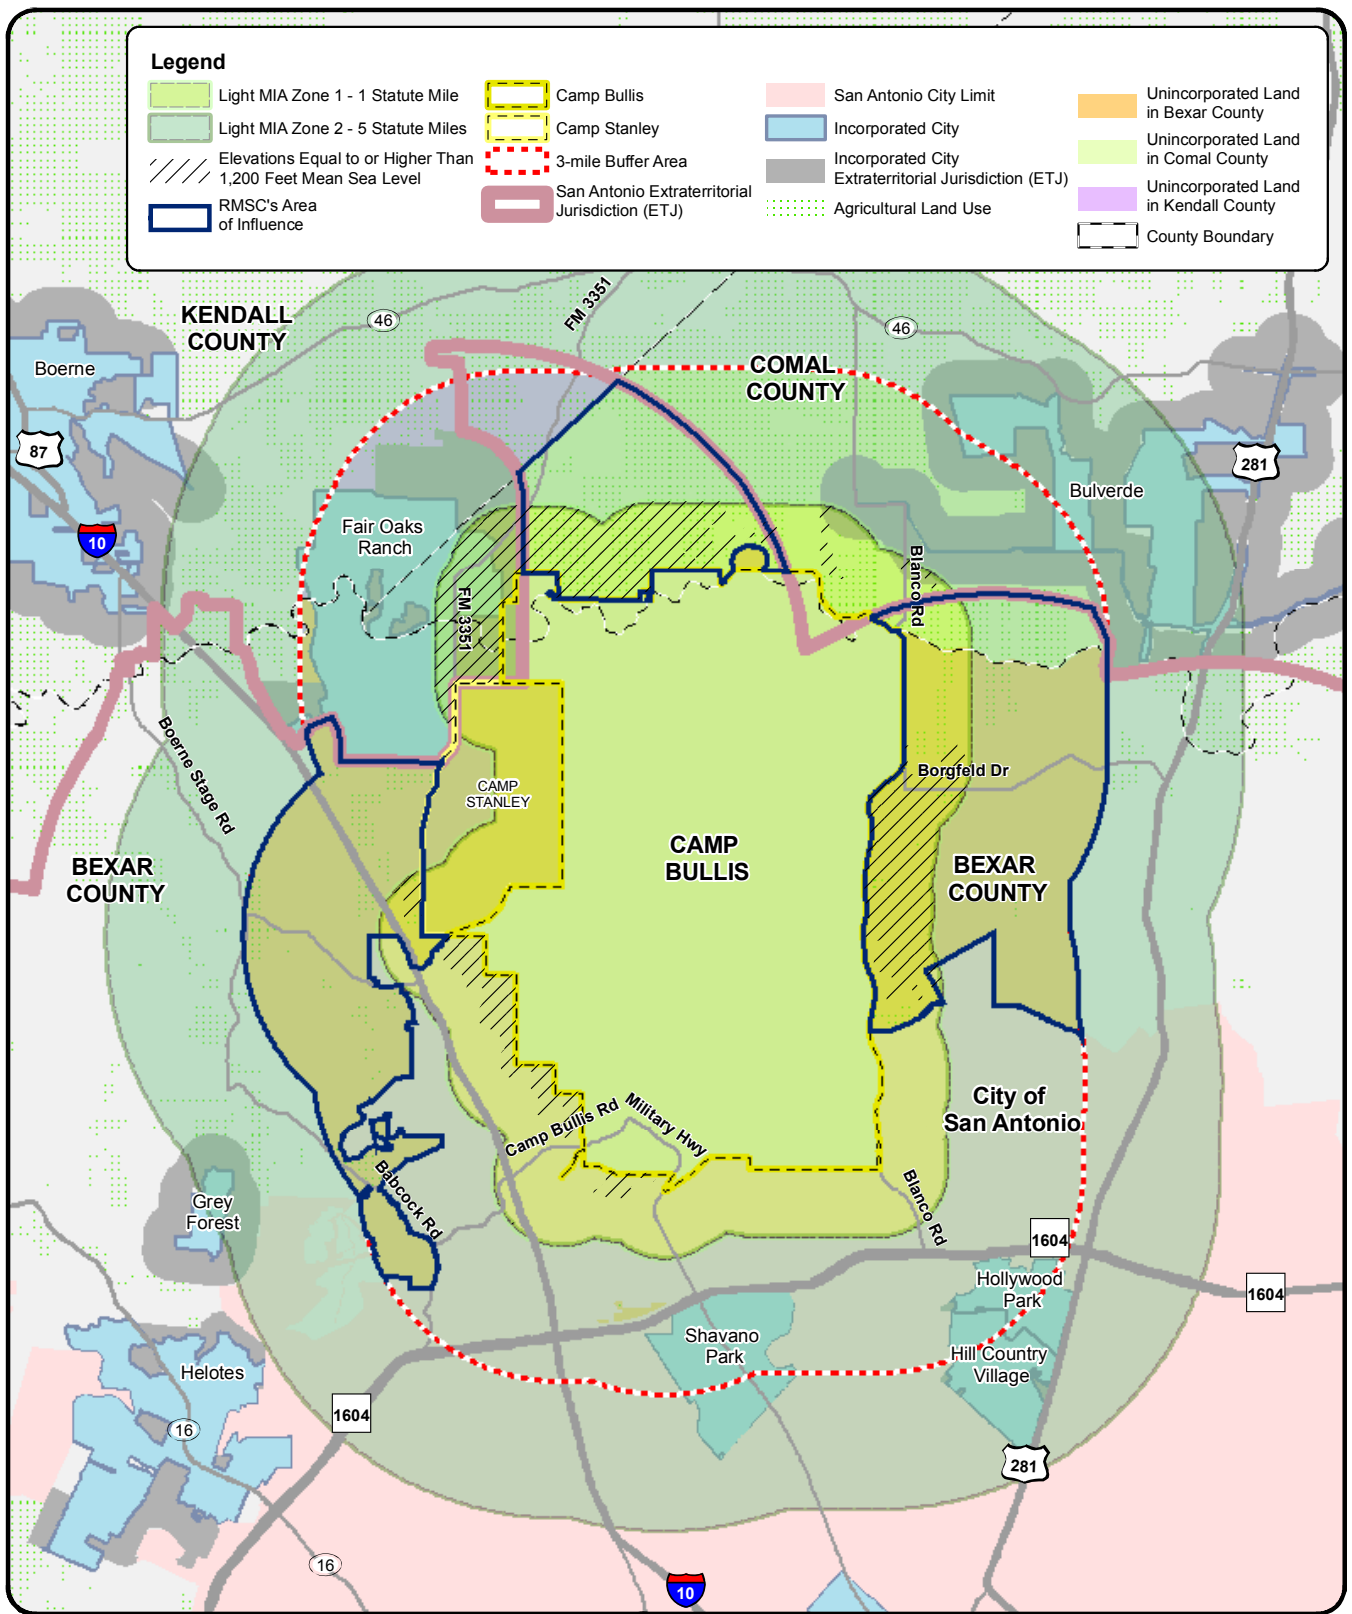 Legend
Light MIA Zone 1 - 1 Statute Mile
Light MIA Zone 2 - 5 Statute Miles
Elevations Equal to or Higher Than
1,200 Feet Mean Sea Level
RMSC's Area
of Influence
Camp Bullis
Camp Stanley
3-mile Buffer Area
San Antonio Extraterritorial
Jurisdiction (ETJ)
San Antonio City Limit
Incorporated City
Incorporated City
Extraterritorial Jurisdiction (ETJ)
Agricultural Land Use
Unincorporated Land
in Bexar County
Unincorporated Land
in Comal County
Unincorporated Land
in Kendall County
County Boundary
KENDALL
COUNTY
46
FM 3351
46
Boerne
COMAL
COUNTY
87
281
Bulverde
10
Fair Oaks
Ranch
Blanco Rd
FM 3351
Boerne Stage Rd
Borgfeld Dr
CAMP
STANLEY
CAMP
BULLIS
BEXAR
COUNTY
BEXAR
COUNTY
City of
San Antonio
Camp Bullis Rd
Military Hwy
Babcock Rd
Blanco Rd
Grey
Forest
1604
Hollywood
Park
1604
Shavano
Park
Hill Country
Village
Helotes
1604
16
281
16
10